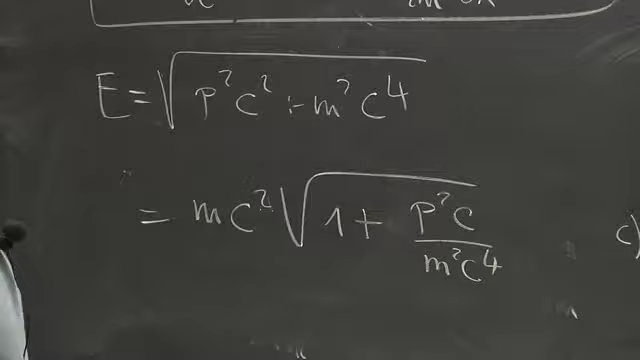 E = √(p²c² + m²c⁴)
= mc² √(1 + p²c / m²c⁴)
c)